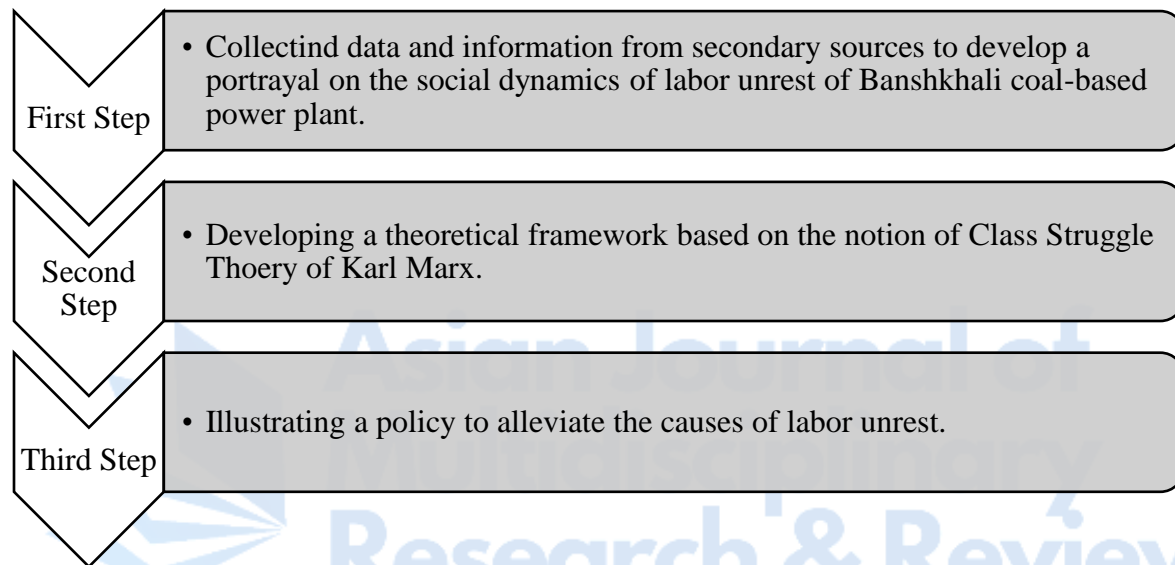 First Step
• Collectind data and information from secondary sources to develop a
portrayal on the social dynamics of labor unrest of Banshkhali coal-based
power plant.
Second
Step
• Developing a theoretical framework based on the notion of Class Struggle
Thoery of Karl Marx.
Third Step
• Illustrating a policy to alleviate the causes of labor unrest.
Asian Journal of
Multidisciplinary
Research & Review